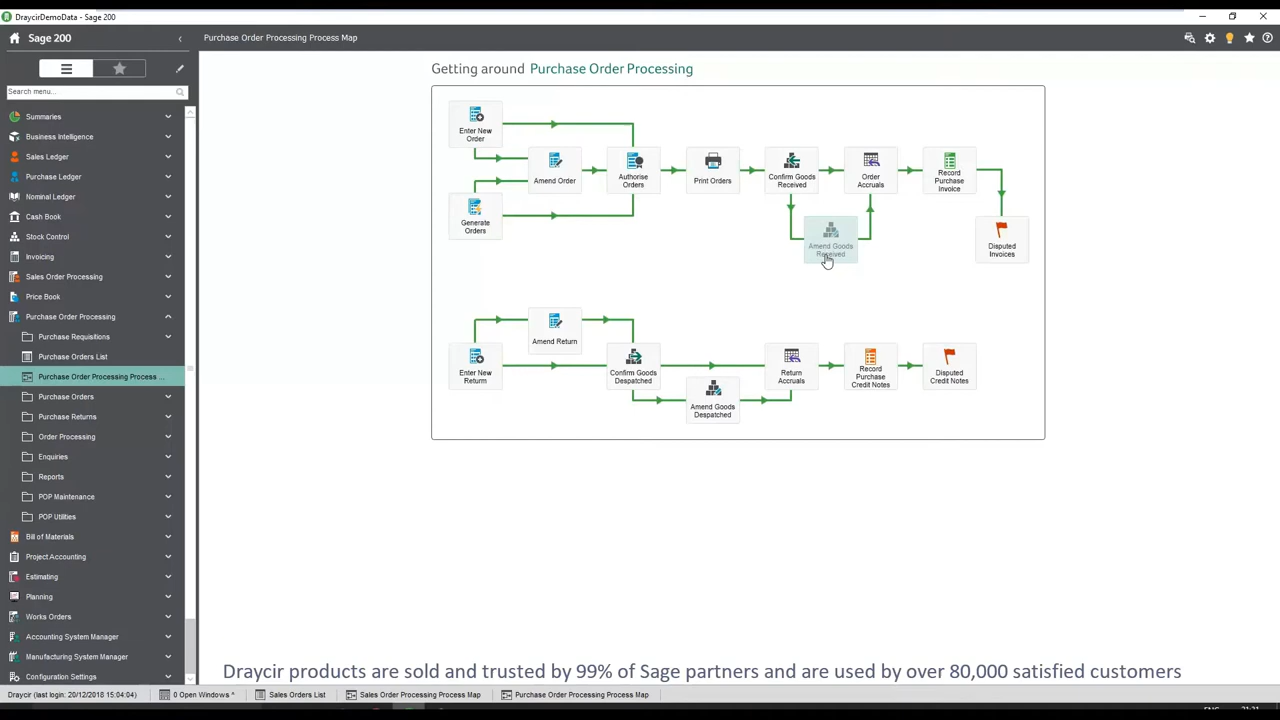 DraycirDemoData - Sage 200
Sage 200
Purchase Order Processing Process Map
Search menu...
Summaries
Business Intelligence
Sales Ledger
Purchase Ledger
Nominal Ledger
Cash Book
Stock Control
Invoicing
Sales Order Processing
Price Book
Purchase Order Processing
Purchase Requisitions
Purchase Orders List
Purchase Order Processing Process ...
Purchase Orders
Purchase Returns
Order Processing
Enquiries
Reports
POP Maintenance
POP Utilities
Bill of Materials
Project Accounting
Estimating
Planning
Works Orders
Accounting System Manager
Manufacturing System Manager
Configuration Settings
Getting around Purchase Order Processing
Enter New
Order
Amend Order
Authorise
Orders
Print Orders
Confirm Goods
Received
Order
Accruals
Record
Purchase
Invoice
Generate
Orders
Amend Goods
Received
Disputed
Invoices
Amend Return
Enter New
Return
Confirm Goods
Despatched
Return
Accruals
Record
Purchase
Credit Notes
Disputed
Credit Notes
Amend Goods
Despatched
Draycir products are sold and trusted by 99% of Sage partners and are used by over 80,000 satisfied customers
Draycir (last login: 20/12/2018 15:04:04)
0 Open Windows ^
Sales Orders List
Sales Order Processing Process Map
Purchase Order Processing Process Map